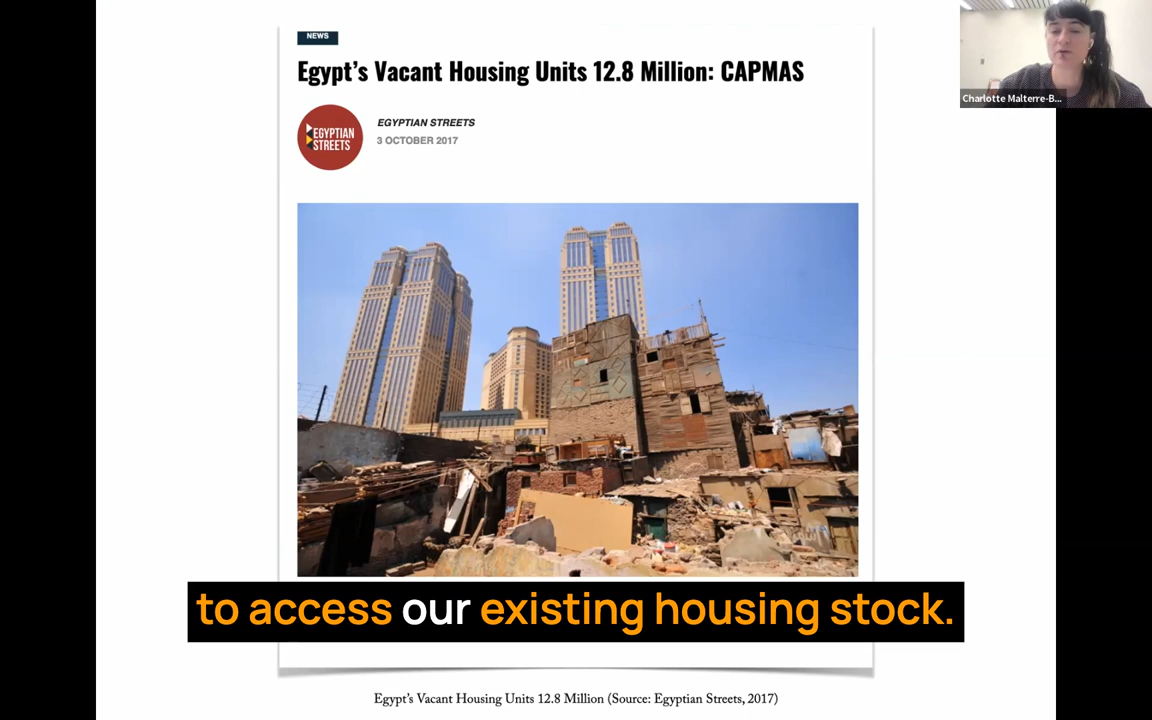 NEWS
Egypt's Vacant Housing Units 12.8 Million: CAPMAS
EGYPTIAN STREETS
EGYPTIAN
STREETS
3 OCTOBER 2017
Charlotte Malterre-B...
to access our existing housing stock.
Egypt's Vacant Housing Units 12.8 Million (Source: Egyptian Streets, 2017)